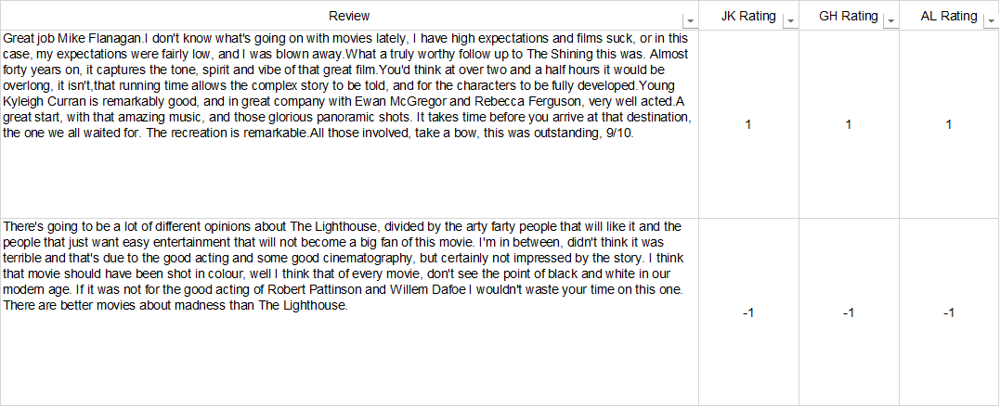 Review
JK Rating
GH Rating
AL Rating
Great job Mike Flanagan.I don't know what's going on with movies lately, I have high expectations and films suck, or in this
case, my expectations were fairly low, and I was blown away.What a truly worthy follow up to The Shining this was. Almost
forty years on, it captures the tone, spirit and vibe of that great film.You'd think at over two and a half hours it would be
overlong, it isn't,that running time allows the complex story to be told, and for the characters to be fully developed.Young
Kyleigh Curran is remarkably good, and in great company with Ewan McGregor and Rebecca Ferguson, very well acted.A
great start, with that amazing music, and those glorious panoramic shots. It takes time before you arrive at that destination,
the one we all waited for. The recreation is remarkable.All those involved, take a bow, this was outstanding, 9/10.
1
1
1
There's going to be a lot of different opinions about The Lighthouse, divided by the arty farty people that will like it and the
people that just want easy entertainment that will not become a big fan of this movie. I'm in between, didn't think it was
terrible and that's due to the good acting and some good cinematography, but certainly not impressed by the story. I think
that movie should have been shot in colour, well I think that of every movie, don't see the point of black and white in our
modern age. If it was not for the good acting of Robert Pattinson and Willem Dafoe I wouldn't waste your time on this one.
There are better movies about madness than The Lighthouse.
-1
-1
-1